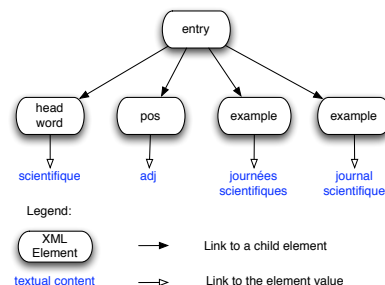 entry
head
word
pos
example
example
scientifique
adj
journées
scientifiques
journal
scientifique
Legend:
XML
Element
Link to a child element
textual content
Link to the element value